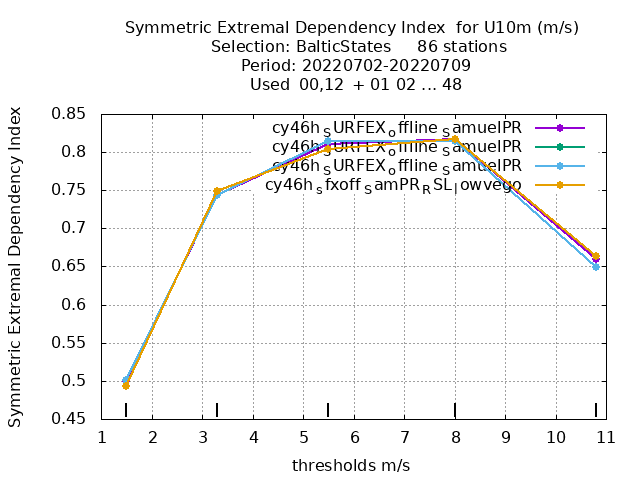 Symmetric Extremal Dependency Index  for U10m (m/s)
Selection: BalticStates     86 stations
Period: 20220702-20220709
Used  00,12  + 01 02 ... 48
Symmetric Extremal Dependency Index
0.85
0.8
0.75
0.7
0.65
0.6
0.55
0.5
0.45
cy46h_SURFEX_offline_SamuelPR
cy46h_SURFEX_offline_SamuelPR
cy46h_SURFEX_offline_SamuelPR
cy46h_sfxoff_SamPR_RSL_lowvego
1 2 3 4 5 6 7 8 9 10 11
thresholds m/s